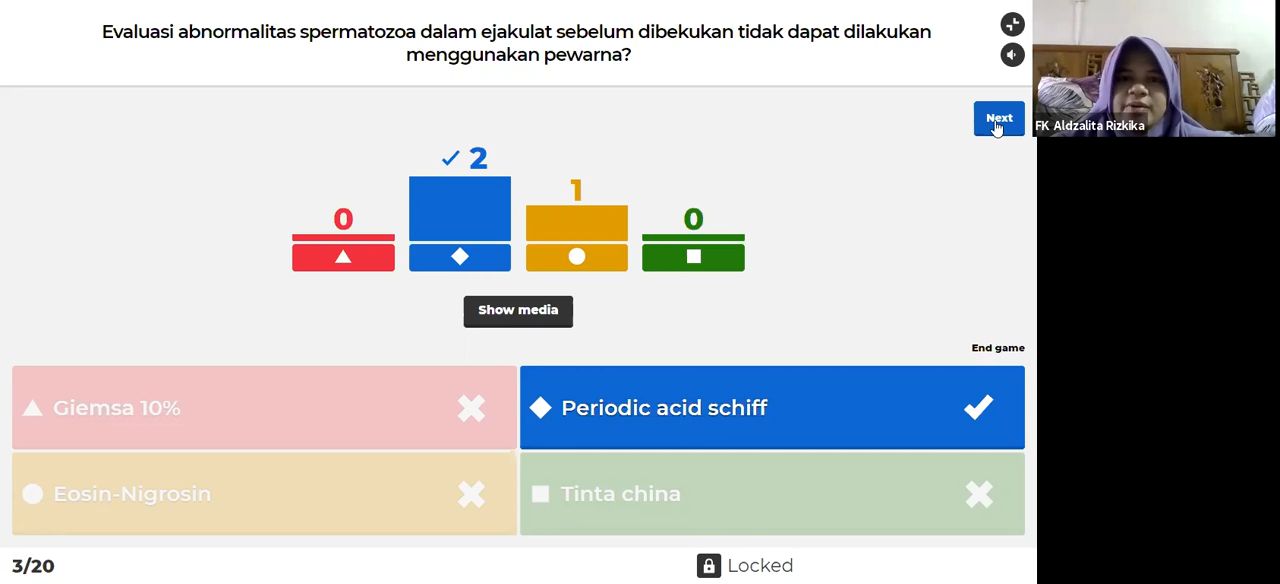 Evaluasi abnormalitas spermatozoa dalam ejakulat sebelum dibekukan tidak dapat dilakukan
menggunakan pewarna?
Next
FK Aldzalita Rizkika
2
1
0
0
Show media
End game
Giemsa 10%
Periodic acid schiff
Eosin-Nigrosin
Tinta china
3/20
Locked